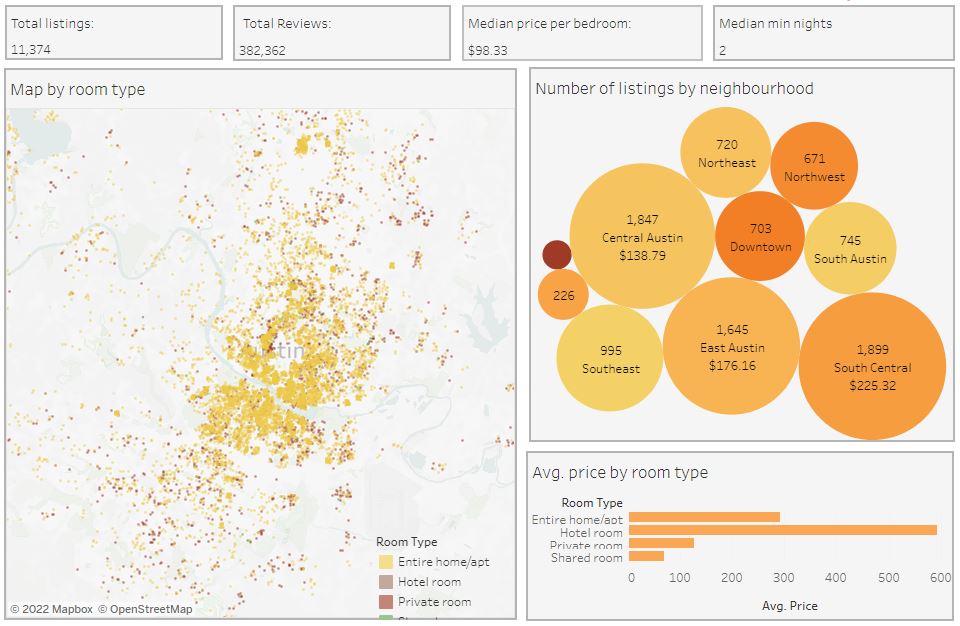 Total listings:
11,374
Total Reviews:
382,362
Median price per bedroom:
$98.33
Median min nights
2
Map by room type
Room Type
Entire home/apt
Hotel room
Private room
© 2022 Mapbox © OpenStreetMap
Number of listings by neighbourhood
720
Northeast
671
Northwest
1,847
Central Austin
$138.79
703
Downtown
745
South Austin
226
995
Southeast
1,645
East Austin
$176.16
1,899
South Central
$225.32
Avg. price by room type
Room Type
Entire home/apt
Hotel room
Private room
Shared room
0 100 200 300 400 500 600
Avg. Price